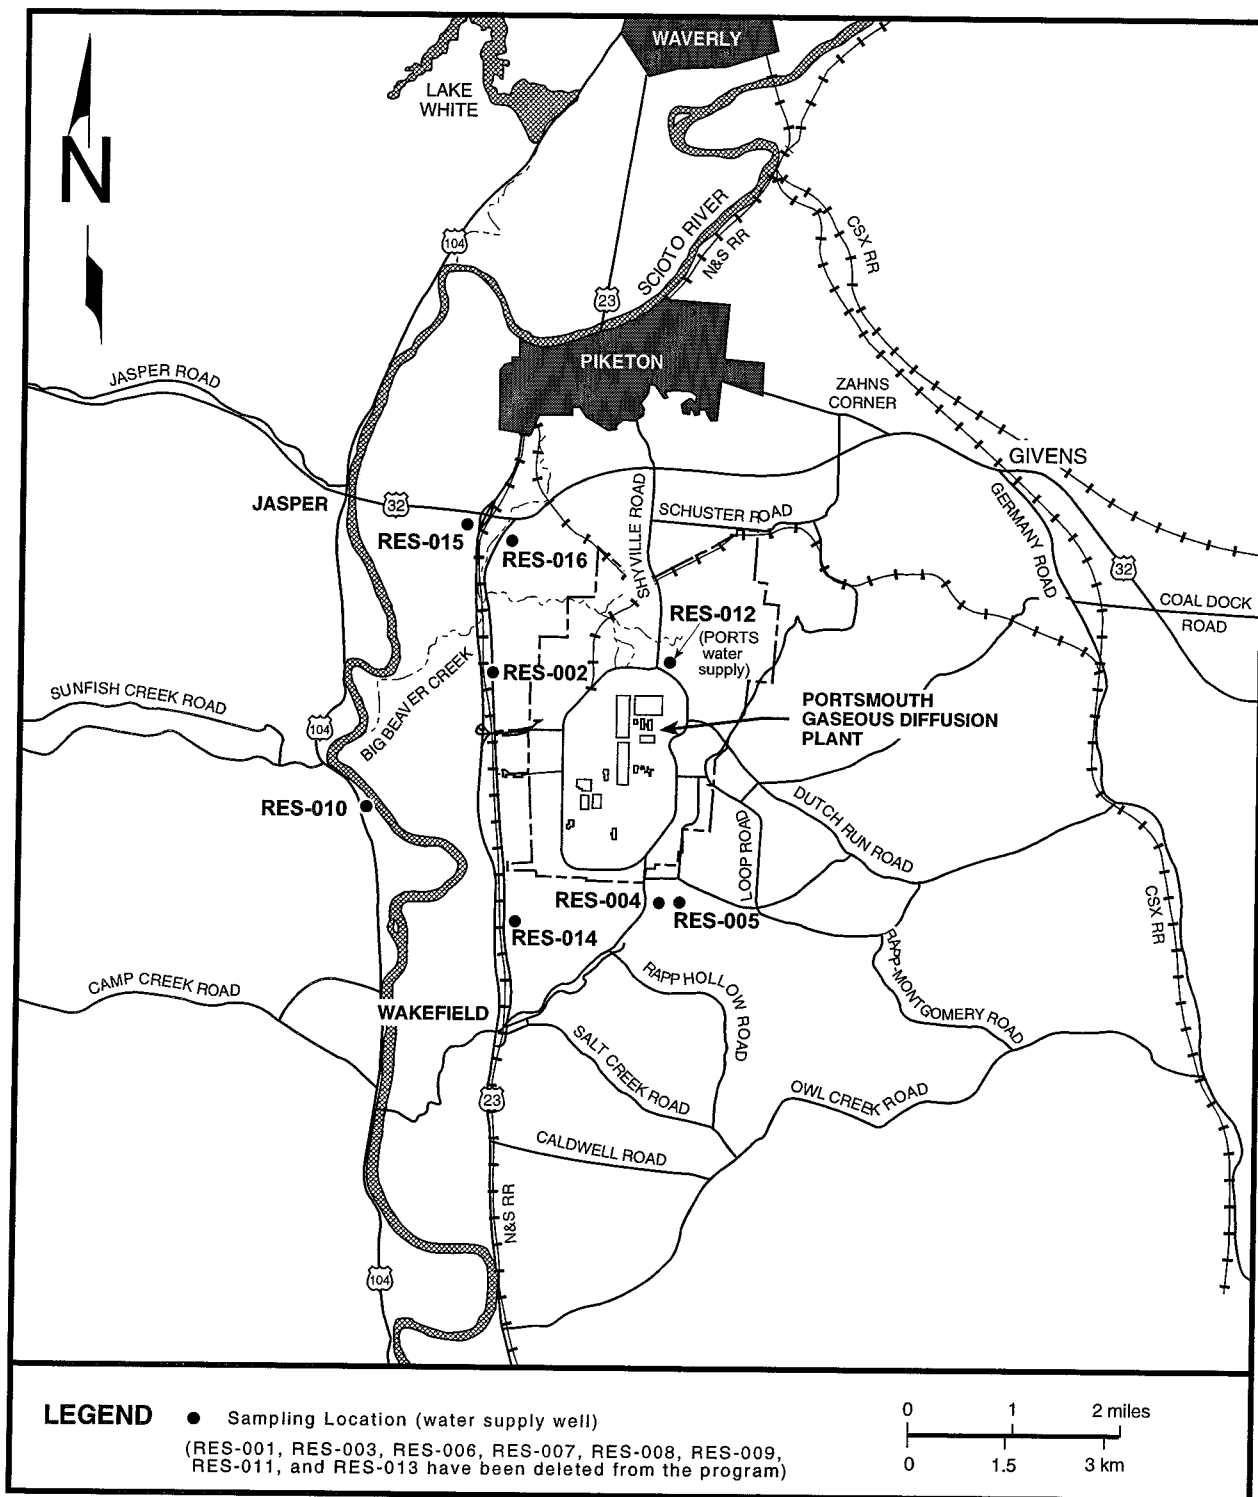 WAVERLY
LAKE
WHITE
N
104
SCIOTO RIVER
N&S RR
CSX RR
23
PIKETON
JASPER ROAD
ZAHNS
CORNER
GIVENS
JASPER
32
SHYVILLE ROAD
SCHUSTER ROAD
GERMANY ROAD
RES-015
RES-016
32
COAL DOCK
ROAD
RES-012
(PORTS
water
supply)
RES-002
BIG BEAVER CREEK
SUNFISH CREEK ROAD
104
PORTSMOUTH
GASEOUS DIFFUSION
PLANT
RES-010
DUTCH RUN ROAD
LOOP ROAD
RES-004
RES-005
RES-014
CSX RR
CAMP CREEK ROAD
WAKEFIELD
RAPP HOLLOW ROAD
RAPP-MONTGOMERY ROAD
SALT CREEK ROAD
OWL CREEK ROAD
23
CALDWELL ROAD
N&S RR
104
LEGEND
Sampling Location (water supply well)
(RES-001, RES-003, RES-006, RES-007, RES-008, RES-009,
RES-011, and RES-013 have been deleted from the program)
0 1 2 miles
0 1.5 3 km